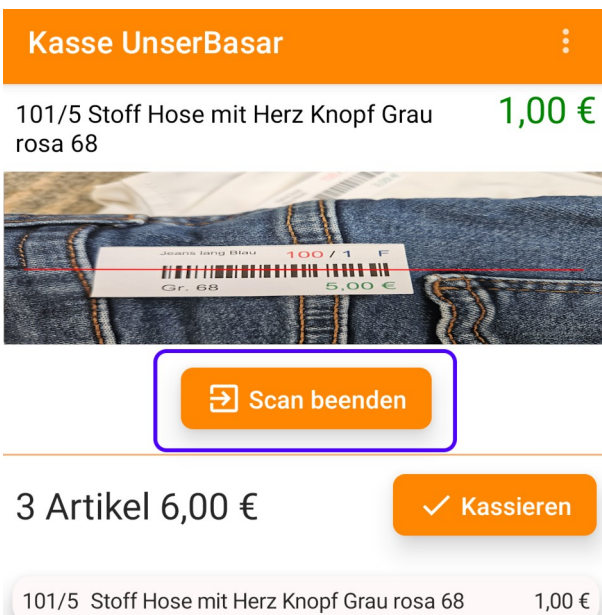 Kasse UnserBasar
101/5 Stoff Hose mit Herz Knopf Grau
rosa 68
1,00 €
Jeans lang Blau 100/1 F
Gr. 68 5,00 €
Scan beenden
3 Artikel 6,00 €
Kassieren
101/5 Stoff Hose mit Herz Knopf Grau rosa 68 1,00 €